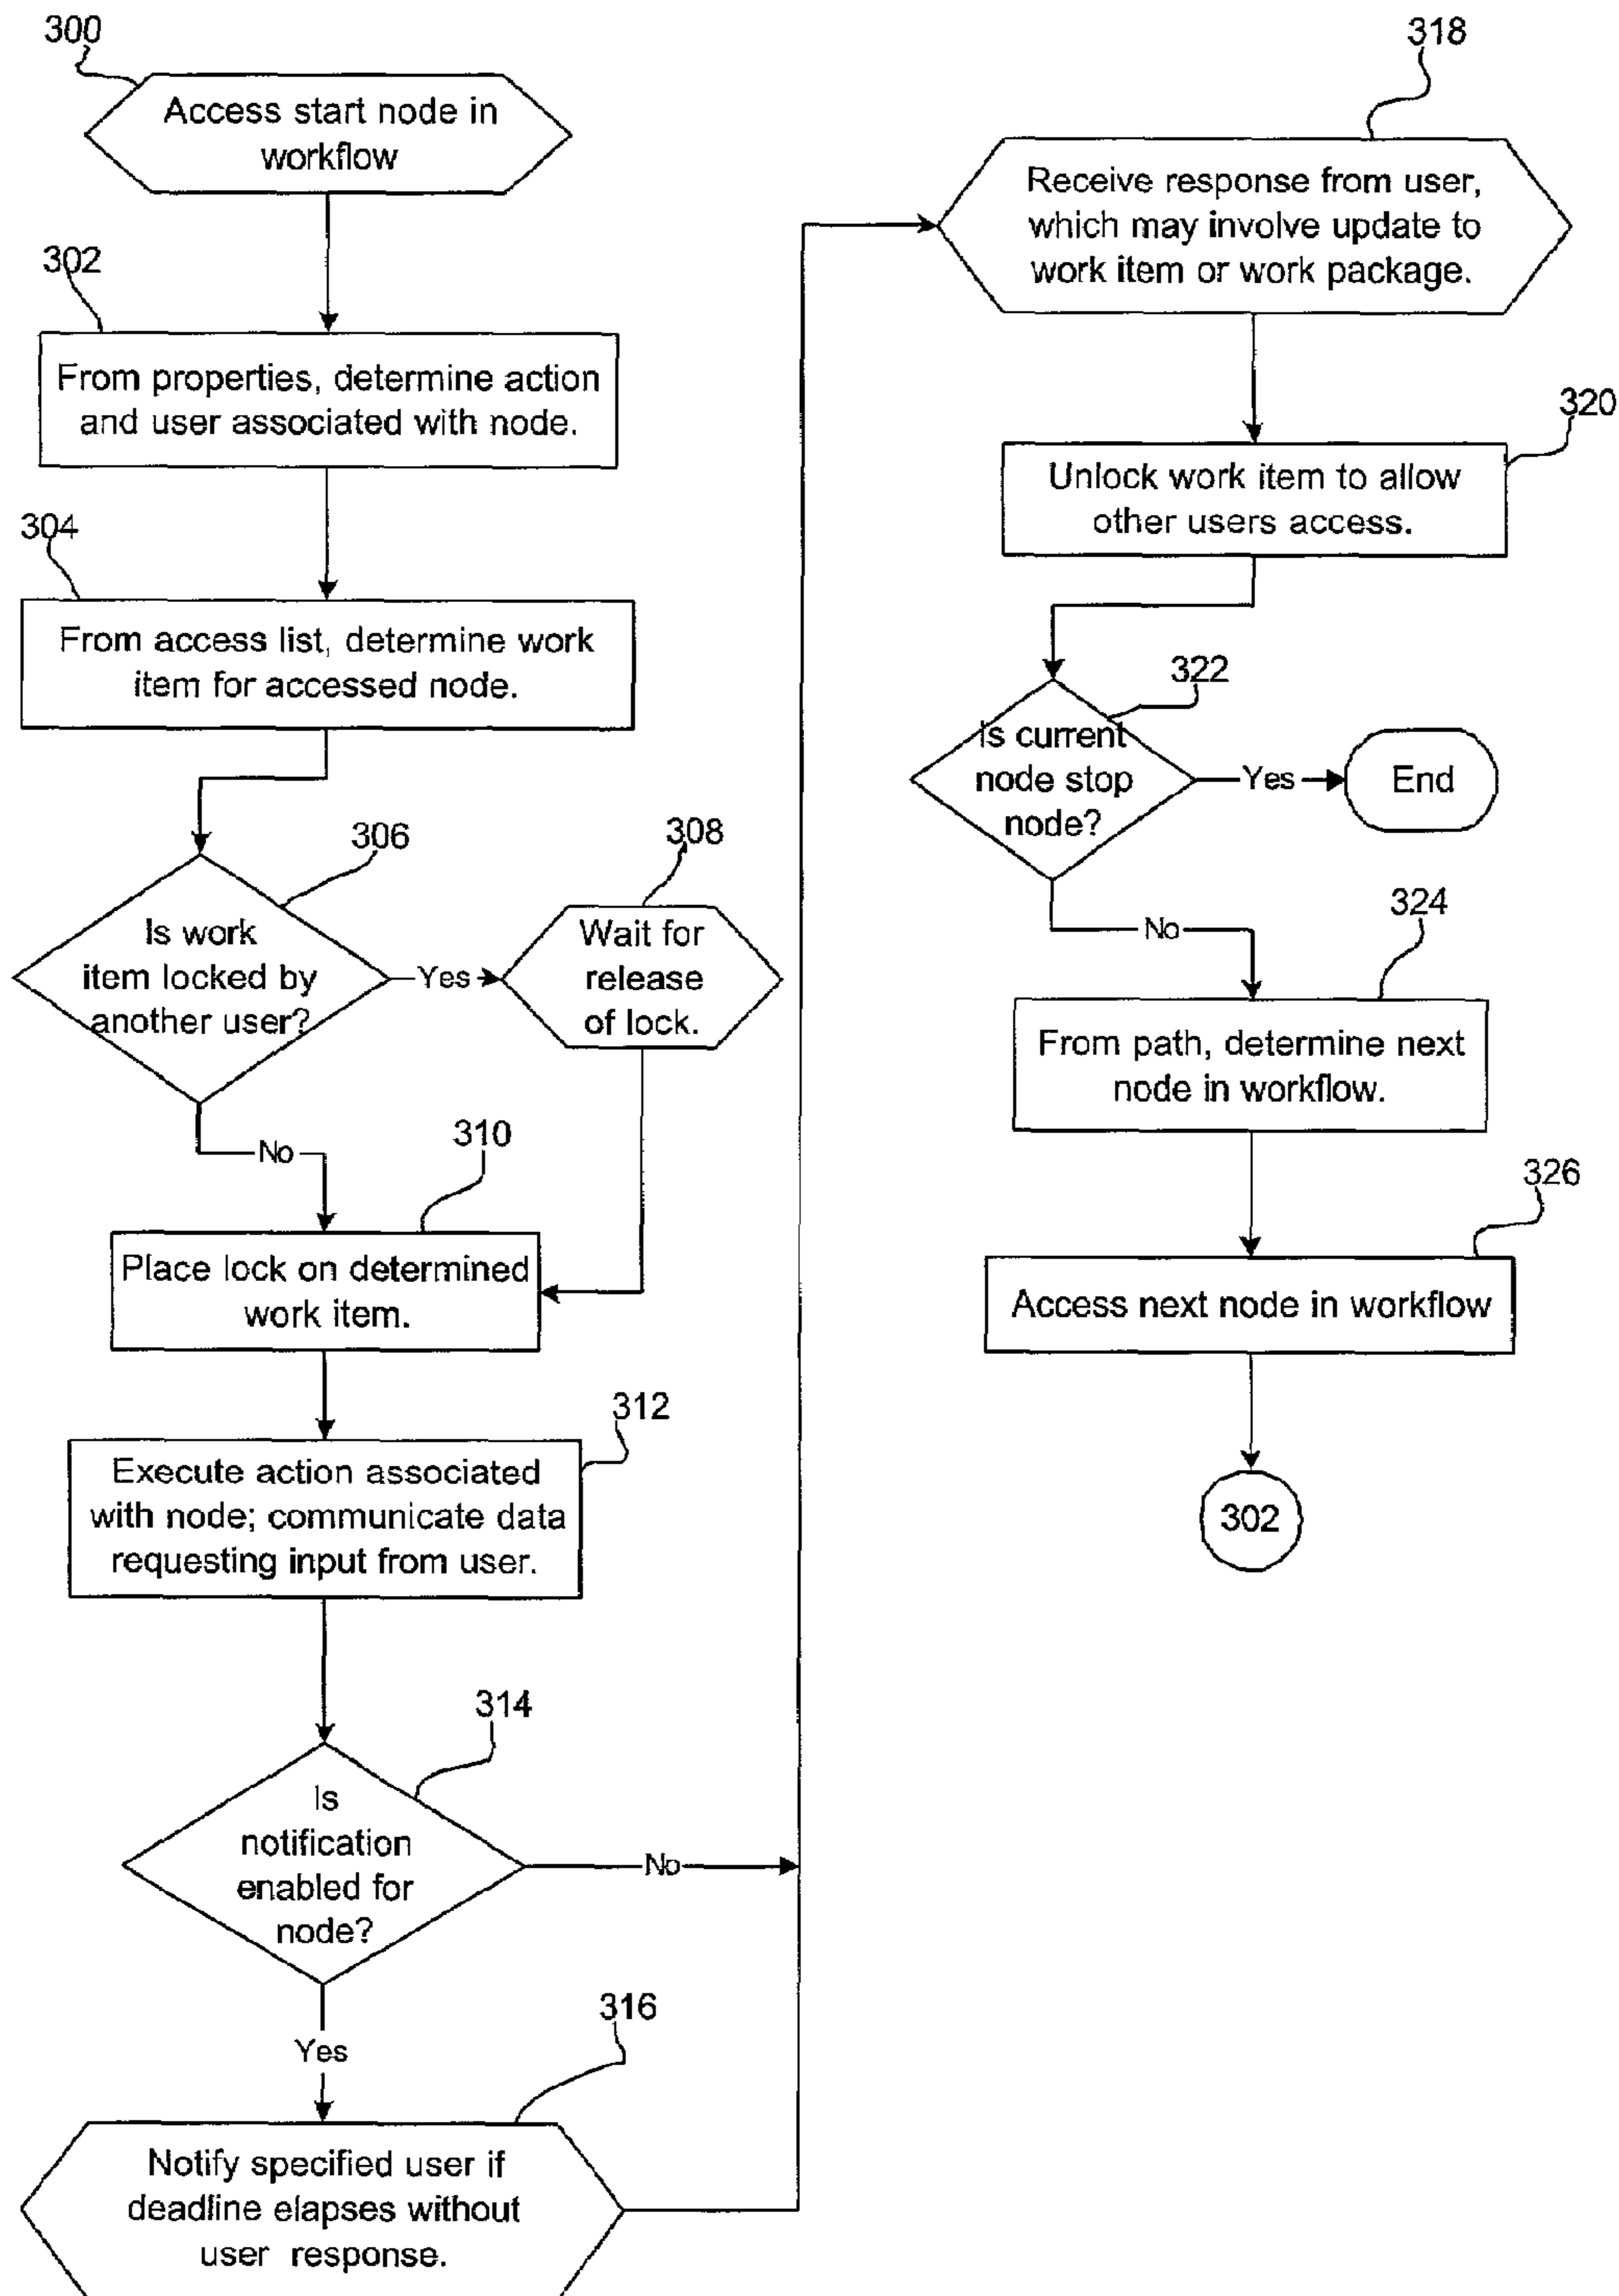 300
Access start node in
workflow
302
From properties, determine action
and user associated with node.
304
From access list, determine work
item for accessed node.
306
Is work
item locked by
another user?
Yes
308
Wait for
release
of lock.
No
310
Place lock on determined
work item.
312
Execute action associated
with node; communicate data
requesting input from user.
314
Is
notification
enabled for
node?
No
Yes
316
Notify specified user if
deadline elapses without
user response.
318
Receive response from user,
which may involve update to
work item or work package.
320
Unlock work item to allow
other users access.
322
Is current
node stop
node?
Yes
End
No
324
From path, determine next
node in workflow.
326
Access next node in workflow
302